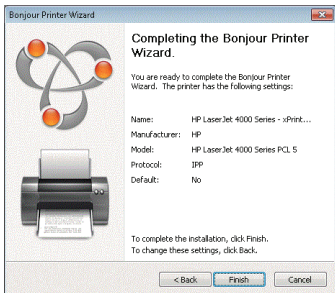 Bonjour Printer Wizard
Completing the Bonjour Printer
Wizard.
You are ready to complete the Bonjour Printer
Wizard. The printer has the following settings:
Name: HP LaserJet 4000 Series - xPrint...
Manufacturer: HP
Model: HP LaserJet 4000 Series PCL 5
Protocol: IPP
Default: No
To complete the installation, click Finish.
To change these settings, click Back.
< Back Finish Cancel